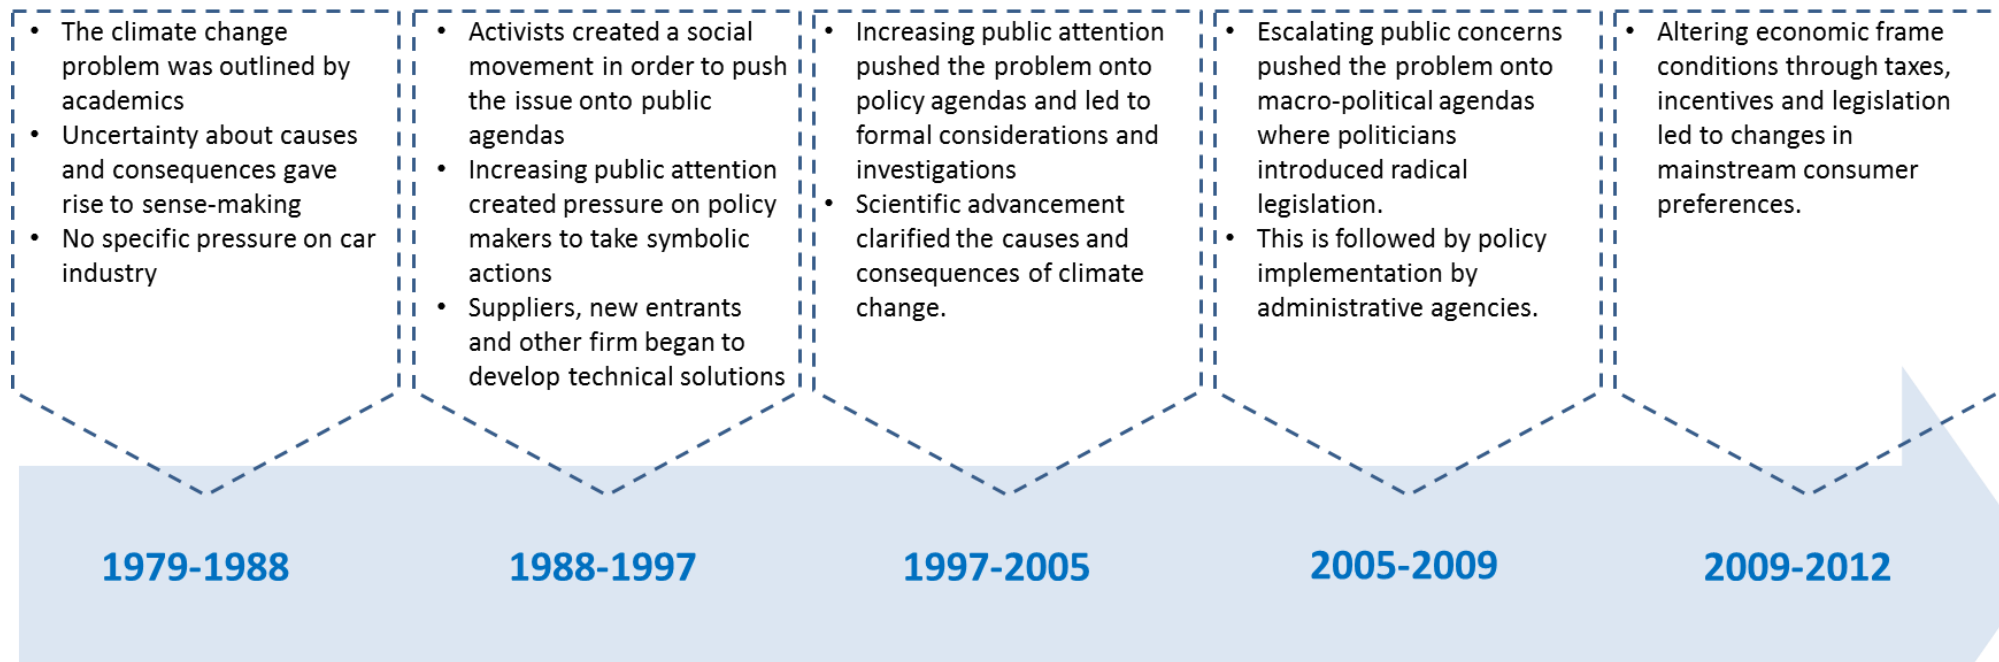 • The climate change
problem was outlined by
academics
• Uncertainty about causes
and consequences gave
rise to sense-making
• No specific pressure on car
industry
• Activists created a social
movement in order to push
the issue onto public
agendas
• Increasing public attention
created pressure on policy
makers to take symbolic
actions
• Suppliers, new entrants
and other firm began to
develop technical solutions
• Increasing public attention
pushed the problem onto
policy agendas and led to
formal considerations and
investigations
• Scientific advancement
clarified the causes and
consequences of climate
change.
• Escalating public concerns
pushed the problem onto
macro-political agendas
where politicians
introduced radical
legislation.
• This is followed by policy
implementation by
administrative agencies.
• Altering economic frame
conditions through taxes,
incentives and legislation
led to changes in
mainstream consumer
preferences.
1979-1988
1988-1997
1997-2005
2005-2009
2009-2012